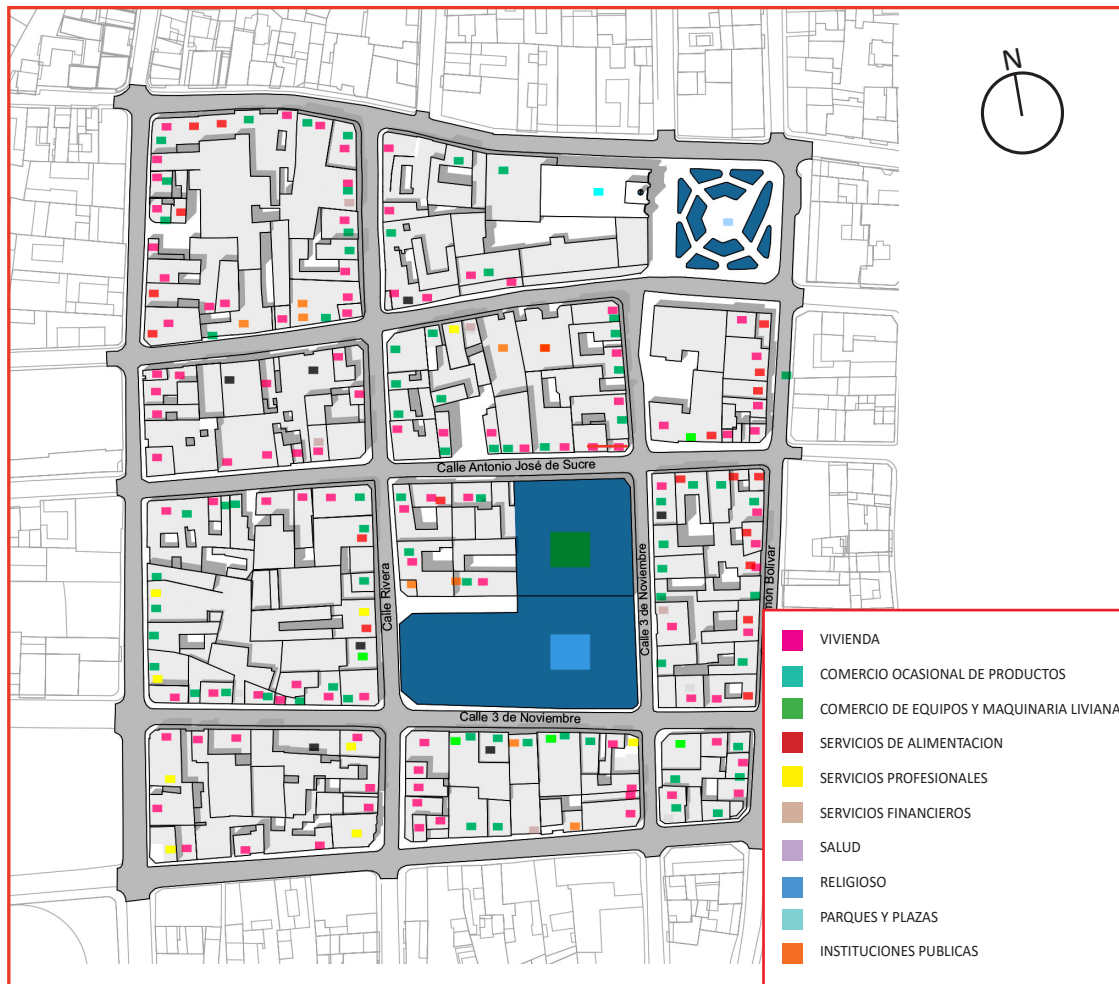 N
Calle Antonio José de Sucre
Calle Rivera
Calle 3 de Noviembre
mon Bolivar
Calle 3 de Noviembre
VIVIENDA
COMERCIO OCASIONAL DE PRODUCTOS
COMERCIO DE EQUIPOS Y MAQUINARIA LIVIANA
SERVICIOS DE ALIMENTACION
SERVICIOS PROFESIONALES
SERVICIOS FINANCIEROS
SALUD
RELIGIOSO
PARQUES Y PLAZAS
INSTITUCIONES PUBLICAS